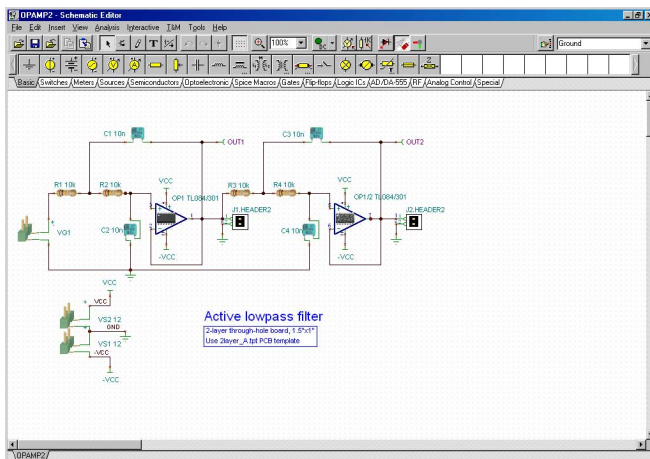 OPAMP2 - Schematic Editor
File Edit Insert View Analysis Interactive T&M Tools Help
100%
Ground
Basic Switches Meters Sources Semiconductors Optoelectronic Spice Macros Gates Flip-flops Logic ICs AD/DA-555 RF Analog Control Special
C1 10n
OUT1
C3 10n
OUT2
R1 10k
R2 10k
VCC
OP1 TL084/301
R3 10k
R4 10k
VCC
OP1/2 TL084/301
J1.HEADER2
J2.HEADER2
VG1
C2 10n
-VCC
C4 10n
-VCC
VCC
VCC
VS2 12
GND
VS1 12
-VCC
-VCC
Active lowpass filter
2-layer through-hole board, 1.5"x1"
Use 2layer_A.tpt PCB template
OPAMP2